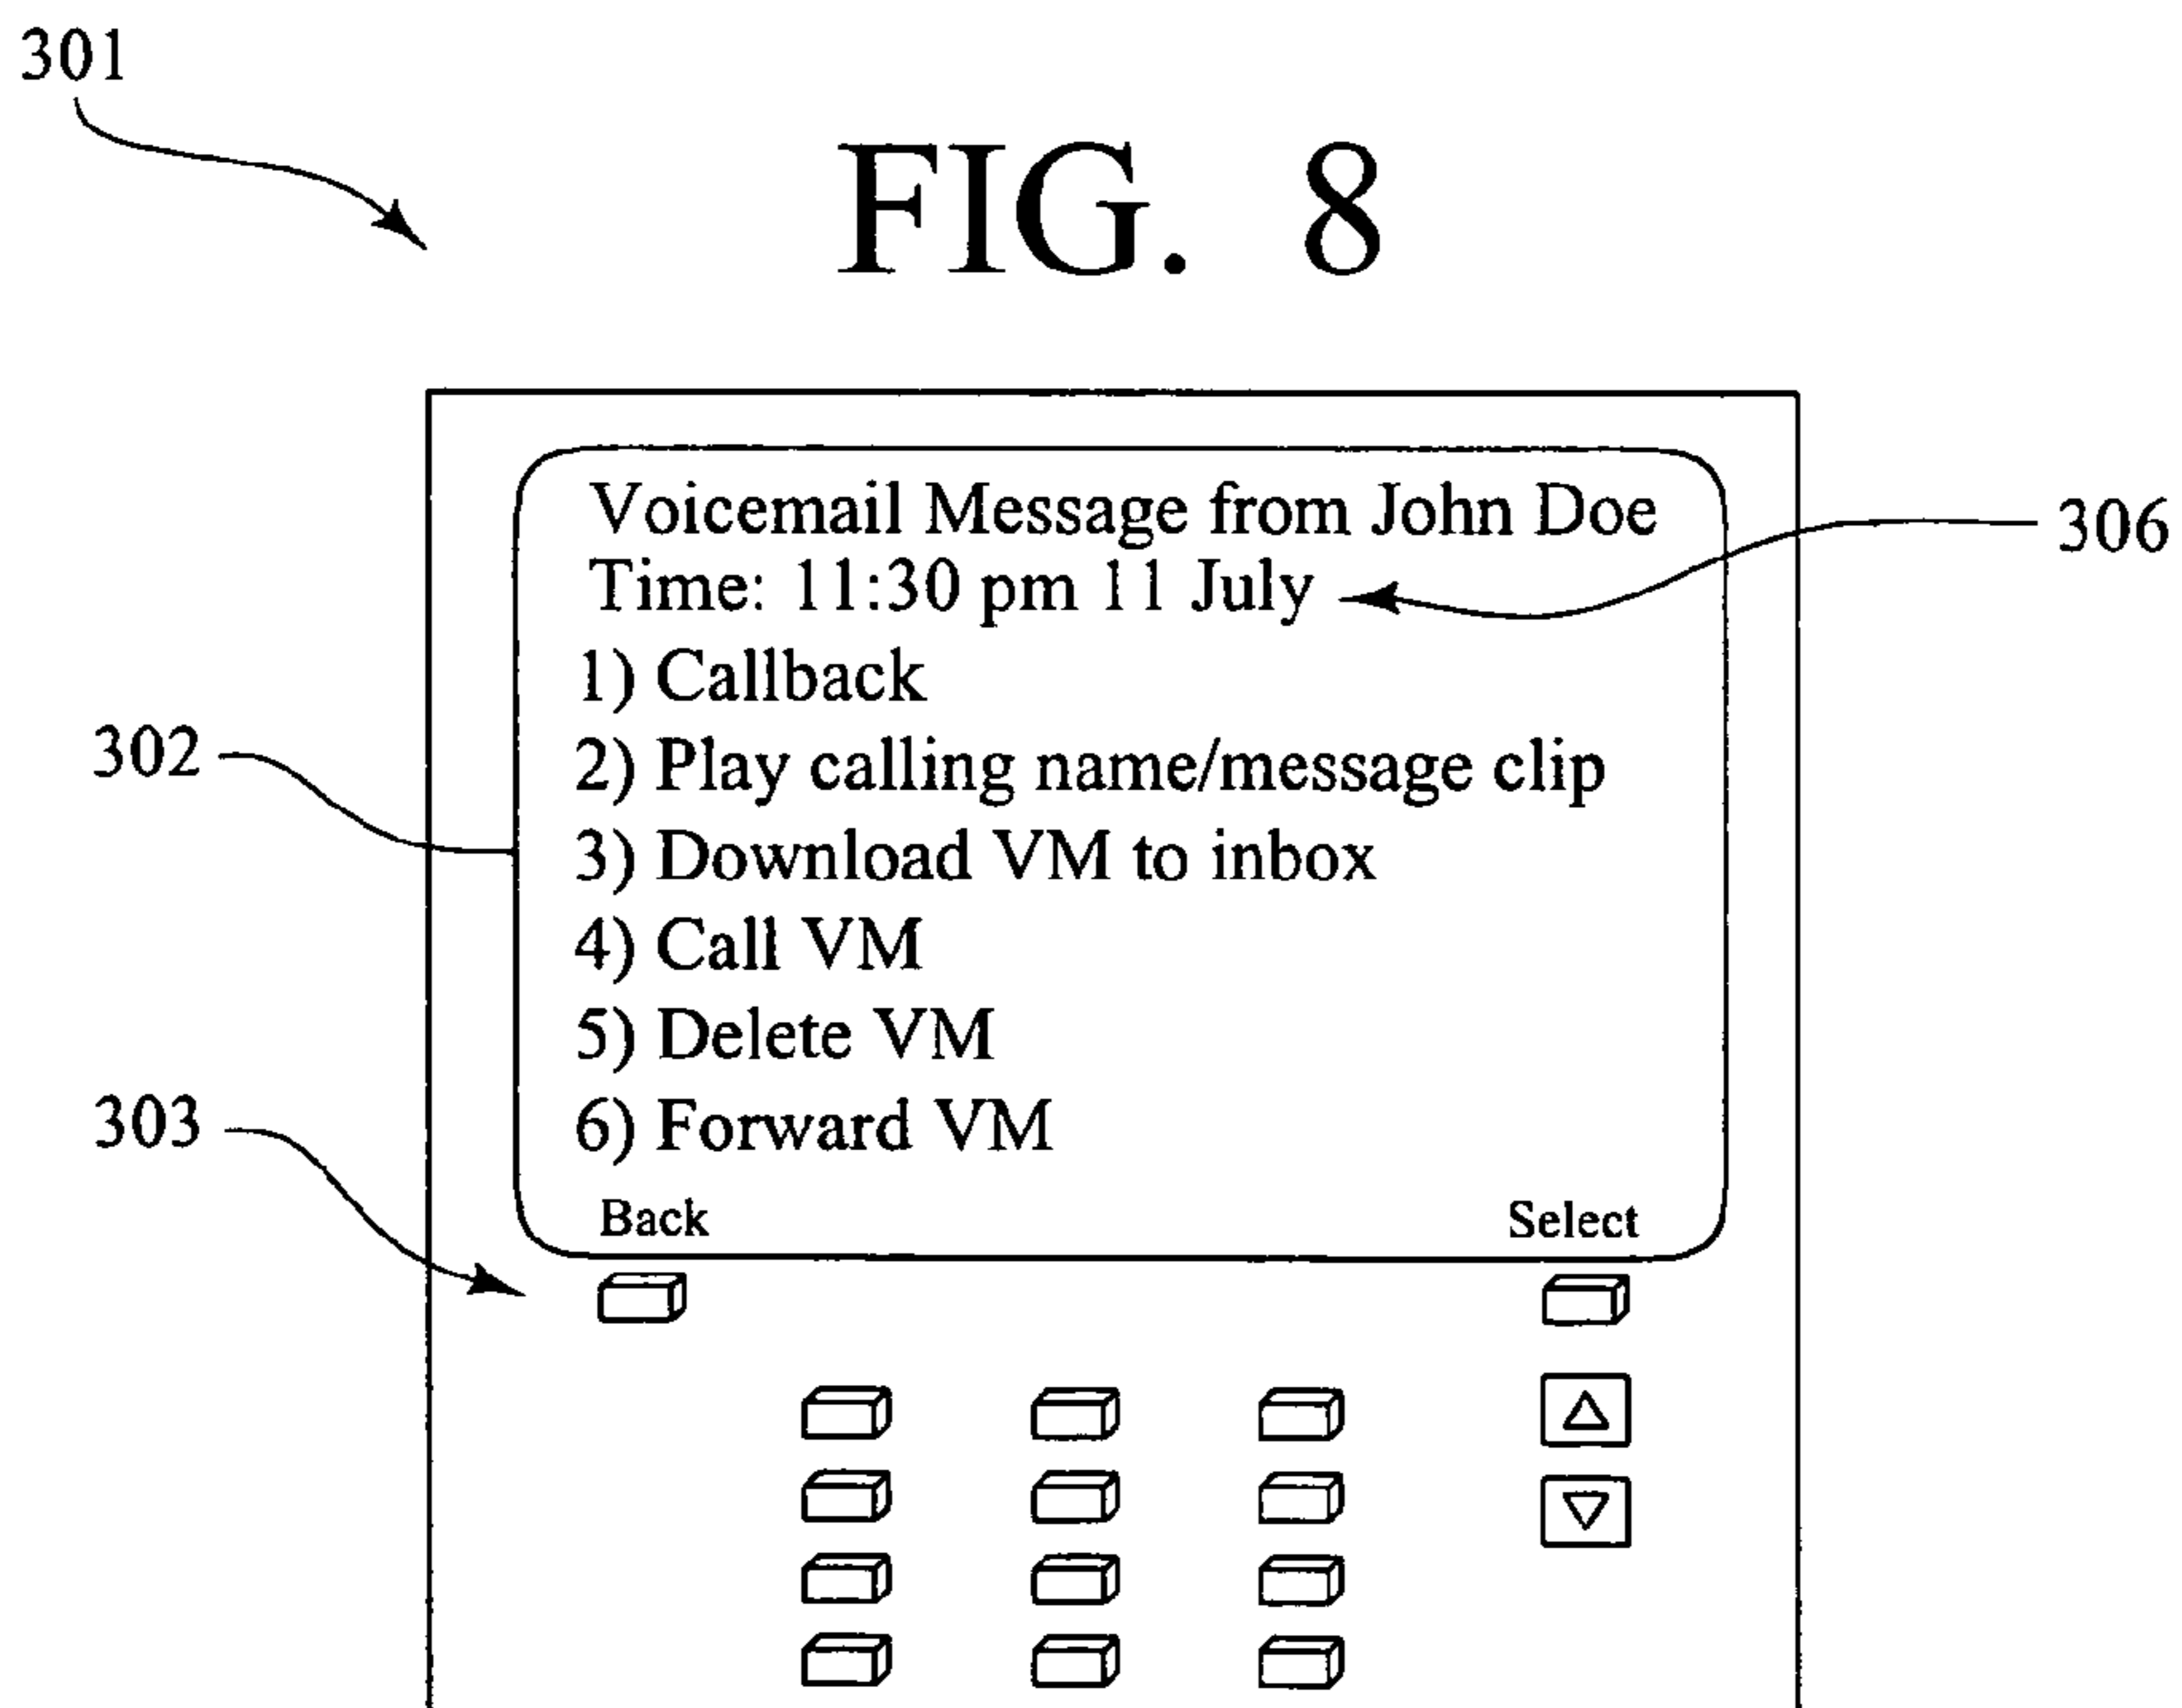 301
FIG. 8
Voicemail Message from John Doe
306
Time: 11:30 pm 11 July
1) Callback
302
2) Play calling name/message clip
3) Download VM to inbox
4) Call VM
5) Delete VM
303
6) Forward VM
Back Select